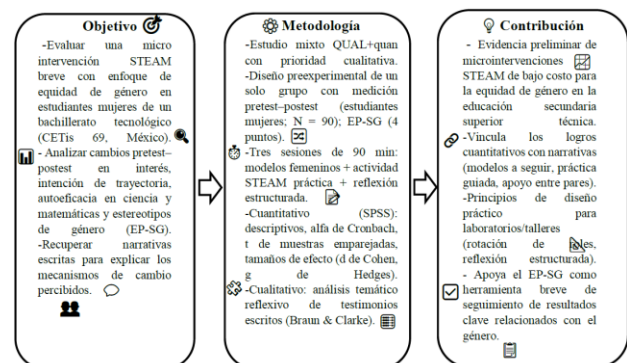 Objetivo
-Evaluar una micro
intervención STEAM
breve con enfoque de
equidad de género en
estudiantes mujeres de un
bachillerato tecnológico
(CETis 69, México).
- Analizar cambios pretest–
postest en interés,
intención de trayectoria,
autoeficacia en ciencia y
matemáticas y estereotipos
de género (EP-SG).
-Recuperar narrativas
escritas para explicar los
mecanismos de cambio
percibidos.
Metodología
-Estudio mixto QUAL+quan
con prioridad cualitativa.
-Diseño preexperimental de un
solo grupo con medición
pretest–postest (estudiantes
mujeres; N = 90); EP-SG (4
puntos).
-Tres sesiones de 90 min:
modelos femeninos + actividad
STEAM práctica + reflexión
estructurada.
-Cuantitativo (SPSS):
descriptivos, alfa de Cronbach,
t de muestras emparejadas,
tamaños de efecto (d de Cohen,
g de Hedges).
-Cualitativo: análisis temático
reflexivo de testimonios
escritos (Braun & Clarke).
Contribución
- Evidencia preliminar de
microintervenciones
STEAM de bajo costo para
la equidad de género en la
educación secundaria
superior técnica.
-Vincula los logros
cuantitativos con narrativas
(modelos a seguir, práctica
guiada, apoyo entre pares).
-Principios de diseño
práctico para
laboratorios/talleres
(rotación de roles,
reflexión estructurada).
- Apoya el EP-SG como
herramienta breve de
seguimiento de resultados
clave relacionados con el
género.